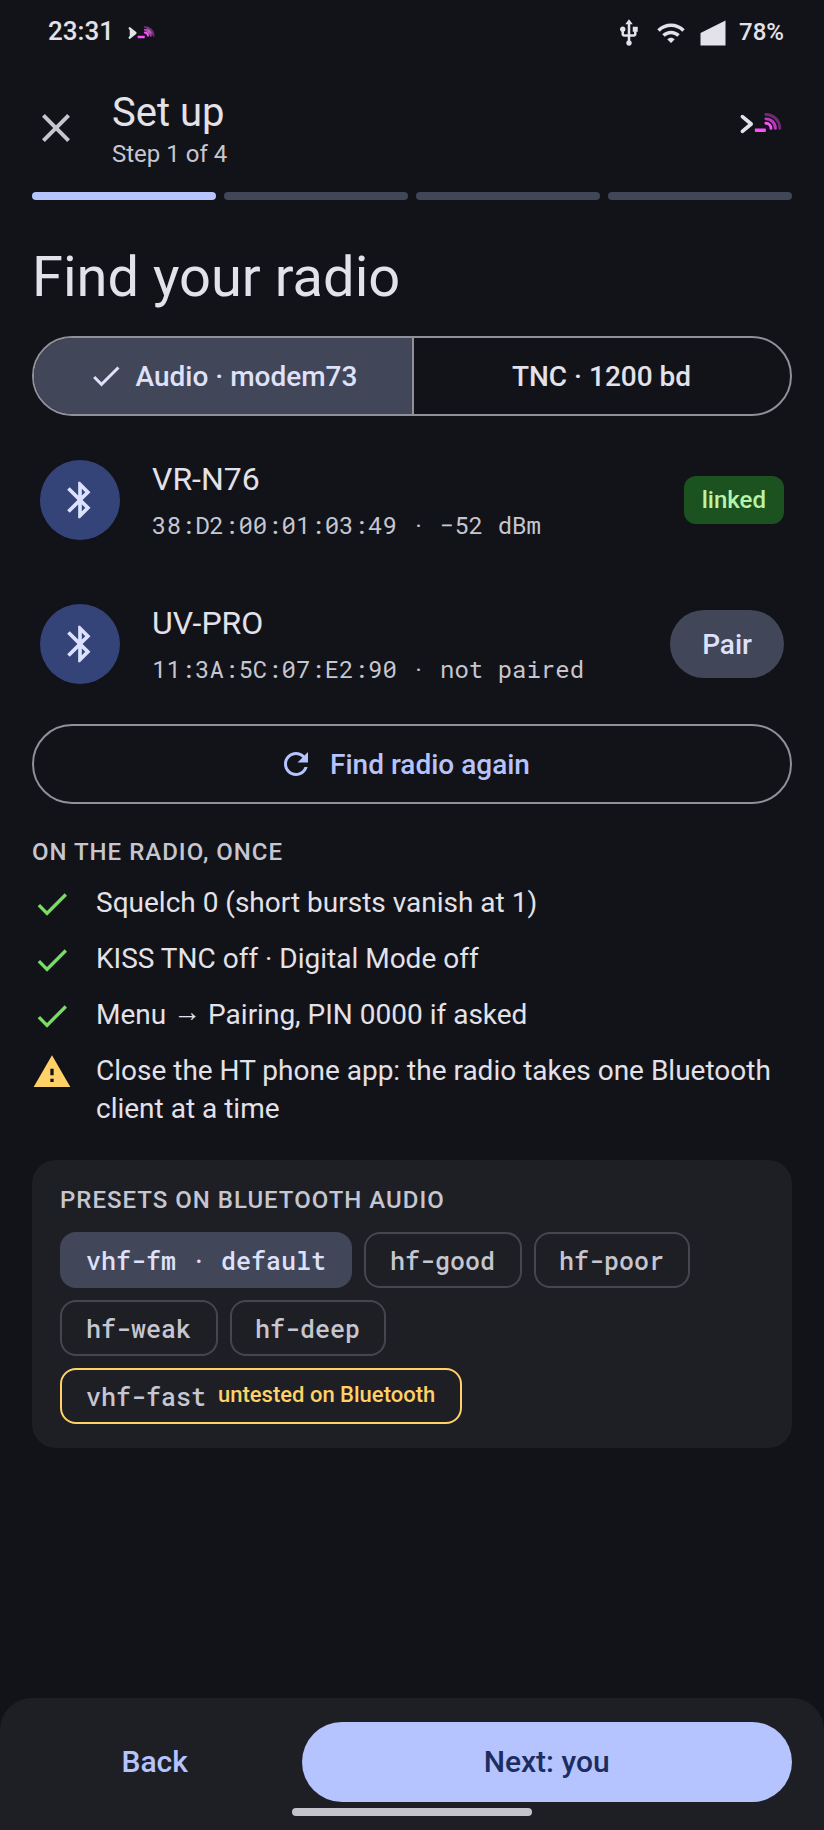 23:31
78%
Set up
Step 1 of 4
Find your radio
Audio · modem73
TNC · 1200 bd
VR-N76
38:D2:00:01:03:49 · -52 dBm
linked
UV-PRO
11:3A:5C:07:E2:90 · not paired
Pair
Find radio again
ON THE RADIO, ONCE
Squelch 0 (short bursts vanish at 1)
KISS TNC off · Digital Mode off
Menu → Pairing, PIN 0000 if asked
Close the HT phone app: the radio takes one Bluetooth
client at a time
PRESETS ON BLUETOOTH AUDIO
vhf-fm · default
hf-good
hf-poor
hf-weak
hf-deep
vhf-fast untested on Bluetooth
Back
Next: you